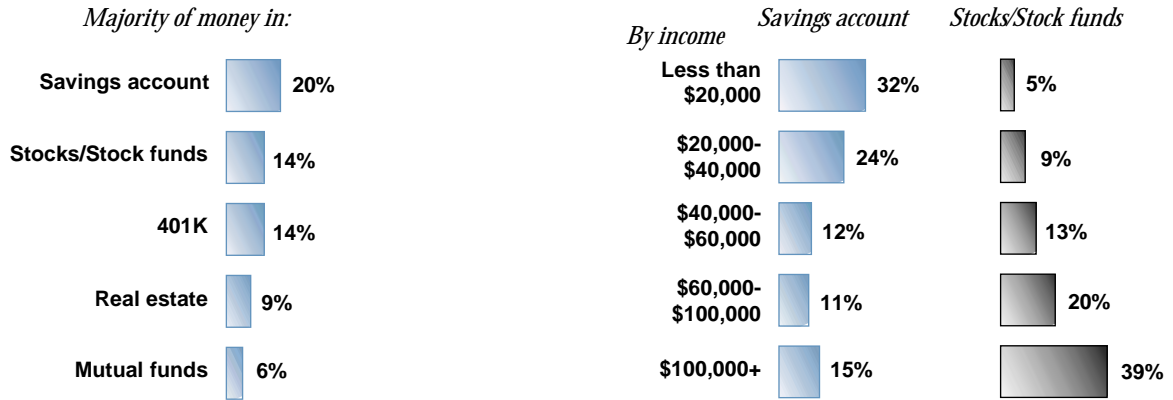 Majority of money in:
Savings account 20%
Stocks/Stock funds 14%
401K 14%
Real estate 9%
Mutual funds 6%
By income
Savings account
Stocks/Stock funds
Less than
$20,000
32%
5%
$20,000-
$40,000
24%
9%
$40,000-
$60,000
12%
13%
$60,000-
$100,000
11%
20%
$100,000+
15%
39%